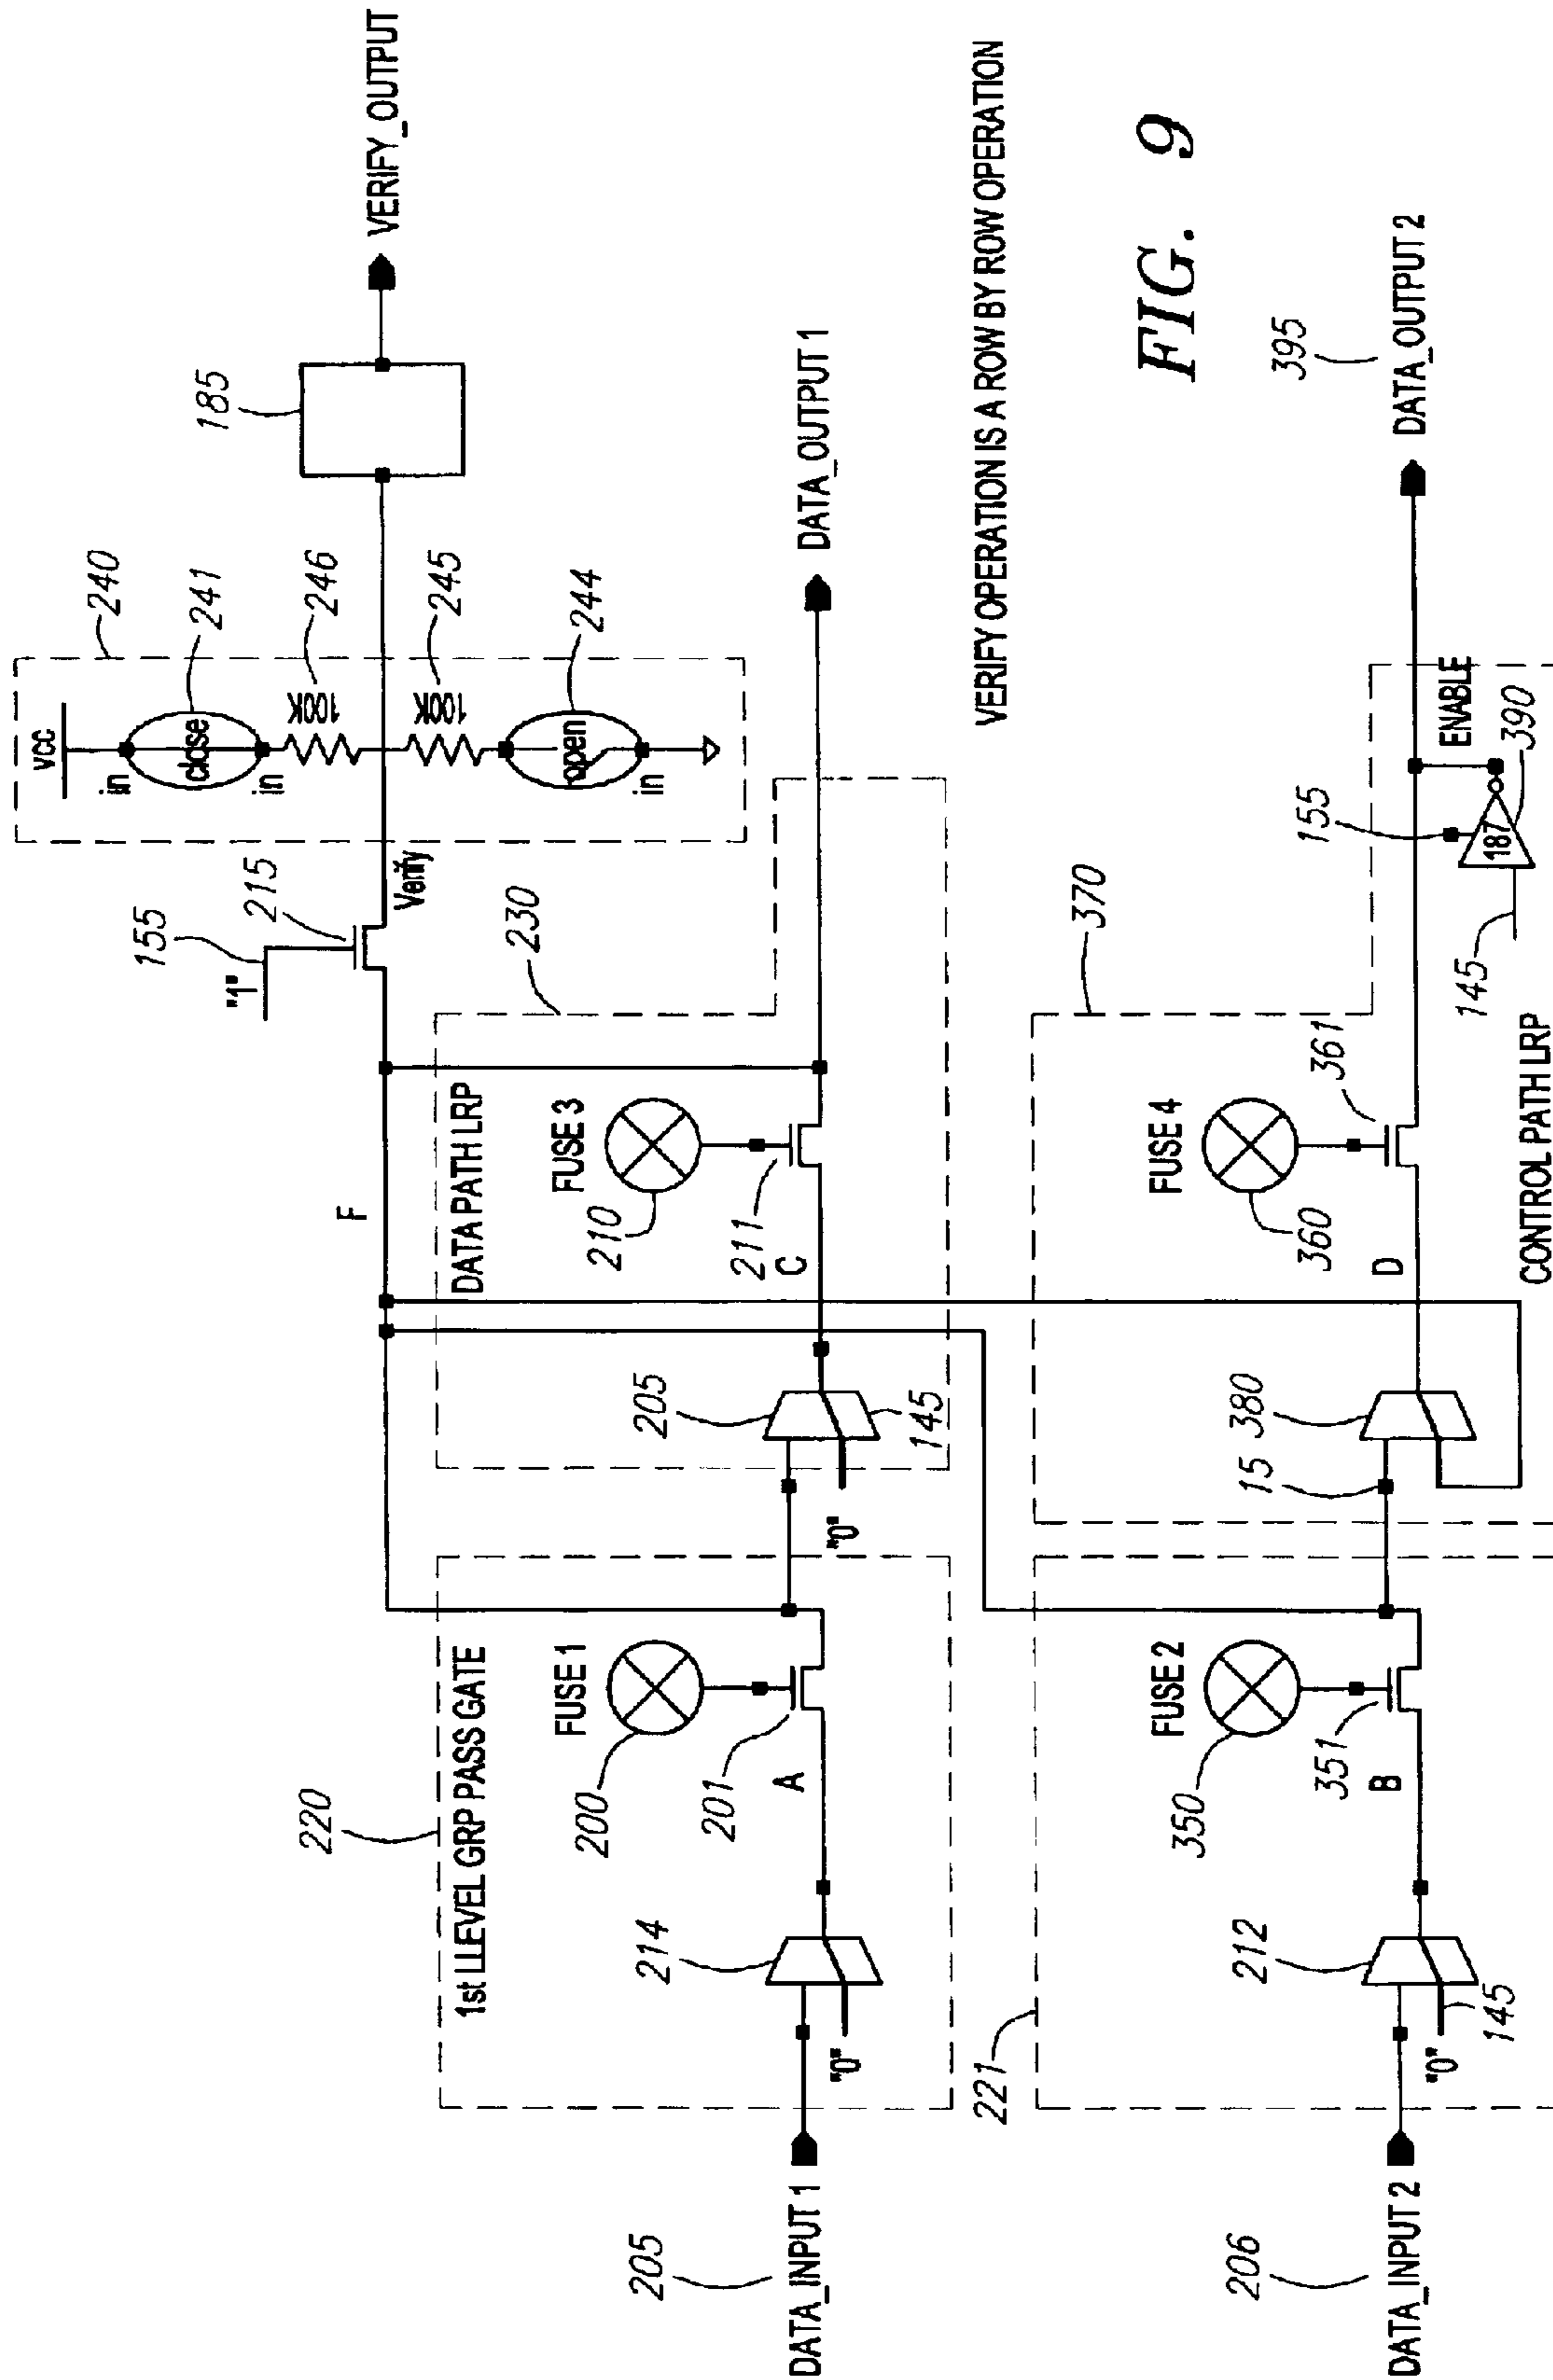 VCC
in
close
in
100K
100K
open
in
240
241
246
245
244
185
VERIFY_OUTPUT
155
"1"
215
Verify
F
220
1st LLEVEL GRP PASS GATE
FUSE 1
200
201
A
214
"0"
205
DATA_INPUT 1
230
DATA PATH LRP
FUSE 3
210
211
C
205
145
"0"
DATA_OUTPUT 1
VERIFY OPERATION IS A ROW BY ROW OPERATION
221
FUSE 2
350
351
B
212
145
"0"
206
DATA_INPUT 2
370
FUSE 4
360
361
D
15
380
CONTROL PATH LRP
155
187
145
ENABLE
390
395
DATA_OUTPUT 2
FIG. 9